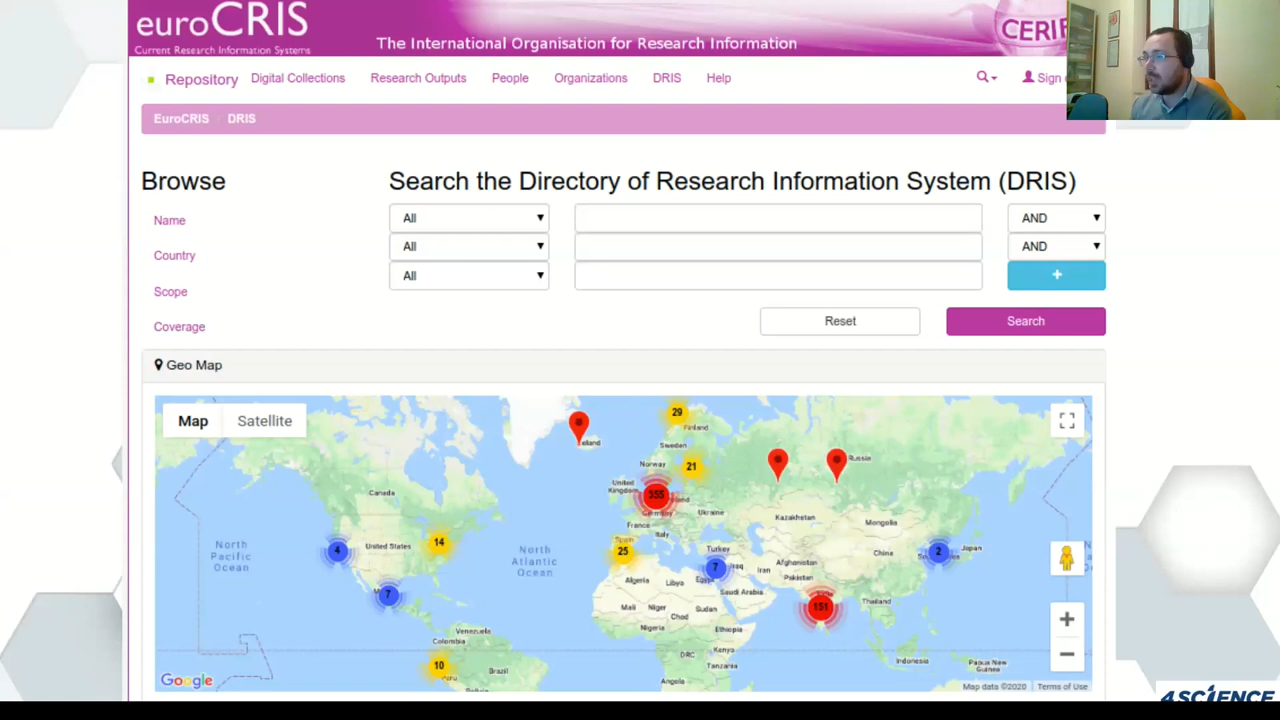 euroCRIS
Current Research Information Systems
The International Organisation for Research Information
CERIF
Repository Digital Collections Research Outputs People Organizations DRIS Help Sign
EuroCRIS DRIS
Browse
Name
Country
Scope
Coverage
Search the Directory of Research Information System (DRIS)
All AND
All AND
All +
Reset Search
Geo Map
Map Satellite
29
Finland
Sweden
Norway
21
Russia
United Kingdom
355
Germany
Canada
France
Ukraine
Kazakhstan
Mongolia
Italy
4
United States
14
North Pacific Ocean
North Atlantic Ocean
Spain
25
Turkey
7
Iraq
Iran
Afghanistan
Pakistan
China
2
Japan
Algeria
Libya
Egypt
Saudi Arabia
7
151
Mali
Niger
Chad
Sudan
Thailand
Nigeria
Ethiopia
Venezuela
Colombia
DRC
Kenya
Tanzania
Indonesia
Papua New Guinea
10
Peru
Brazil
Bolivia
Angola
Google
Map data ©2020 Terms of Use
4SCIENCE